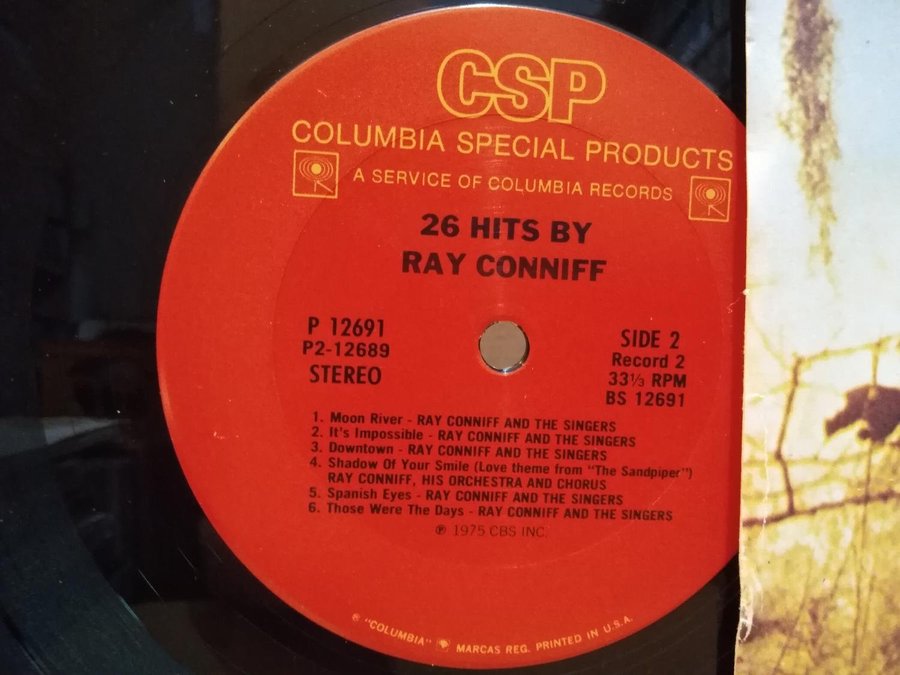 CSP
COLUMBIA SPECIAL PRODUCTS
A SERVICE OF COLUMBIA RECORDS
26 HITS BY
RAY CONNIFF
P 12691
P2-12689
STEREO
SIDE 2
Record 2
33⅓ RPM
BS 12691
1. Moon River - RAY CONNIFF AND THE SINGERS
2. It's Impossible - RAY CONNIFF AND THE SINGERS
3. Downtown - RAY CONNIFF AND THE SINGERS
4. Shadow Of Your Smile (Love theme from "The Sandpiper")
RAY CONNIFF, HIS ORCHESTRA AND CHORUS
5. Spanish Eyes - RAY CONNIFF AND THE SINGERS
6. Those Were The Days - RAY CONNIFF AND THE SINGERS
℗ 1975 CBS INC.
® "COLUMBIA" MARCAS REG. PRINTED IN U.S.A.